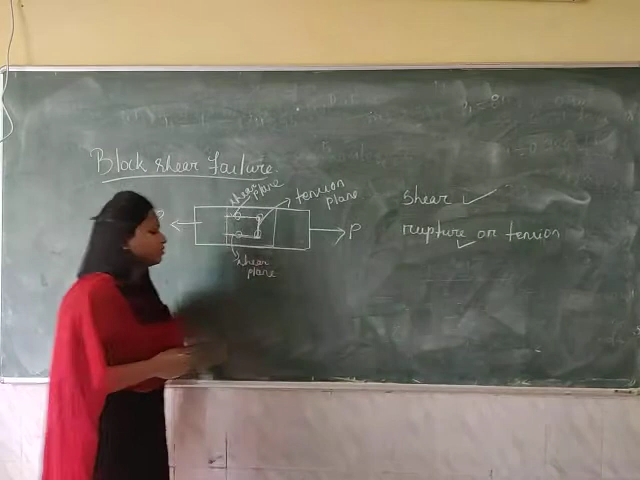 Block shear failure
shear
plane
tension
plane
P
P
shear
plane
shear
rupture or tension